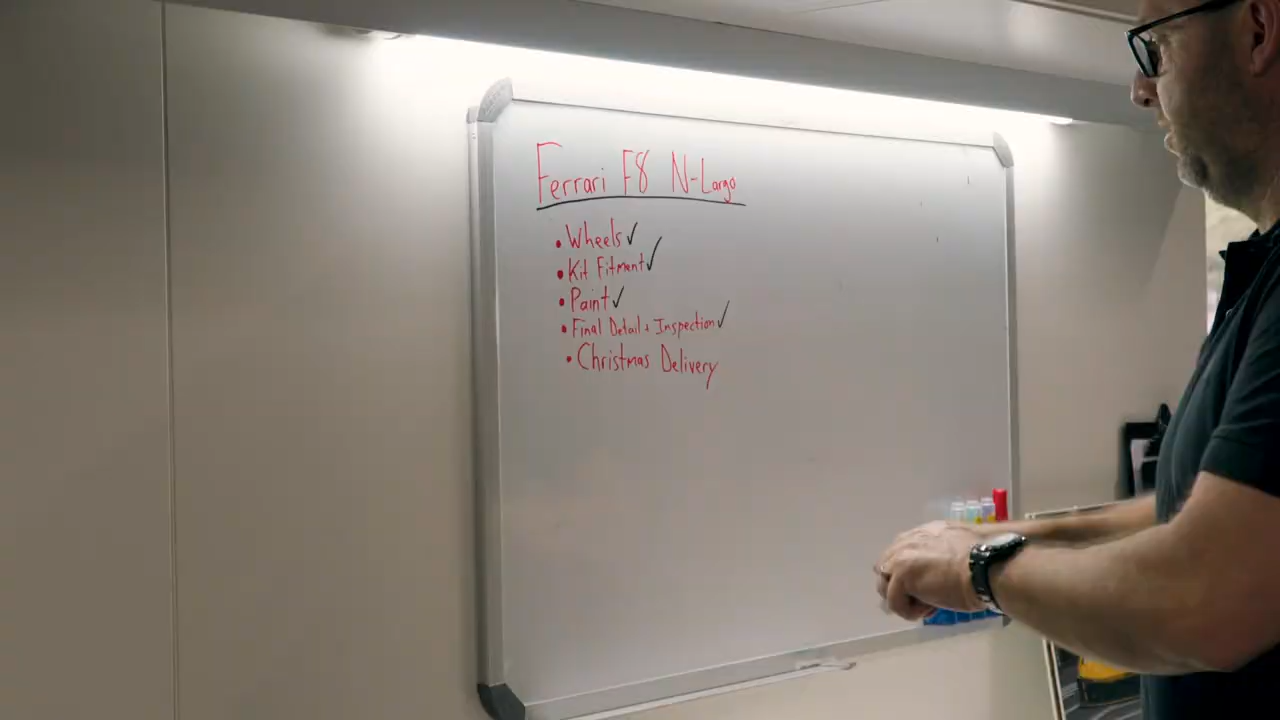 Ferrari F8 N-Largo
• Wheels ✓
• Kit Fitment ✓
• Paint ✓
• Final Detail + Inspection ✓
• Christmas Delivery